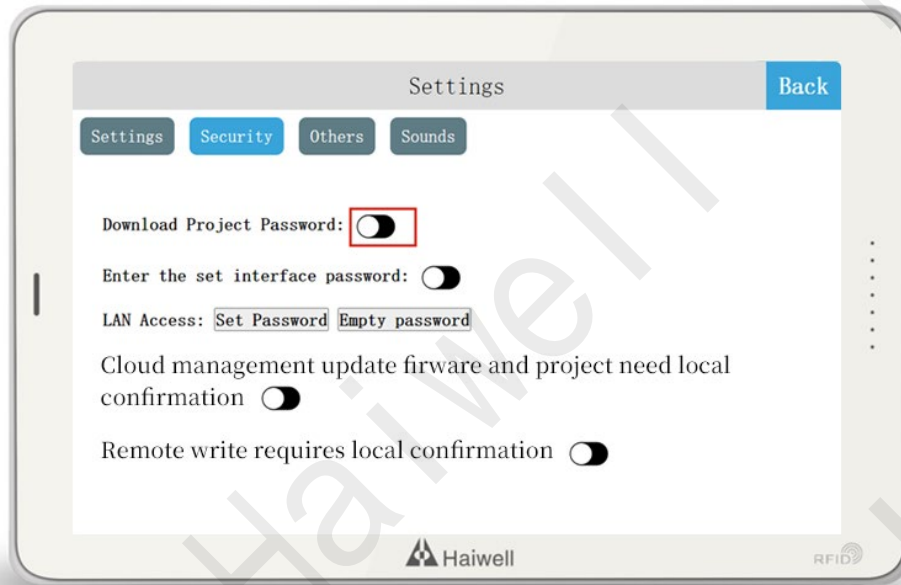 Settings
Back
Settings Security Others Sounds
Download Project Password:
Enter the set interface password:
LAN Access: Set Password Empty password
Cloud management update firware and project need local
confirmation
Remote write requires local confirmation
Haiwell
RFID
Haiwell